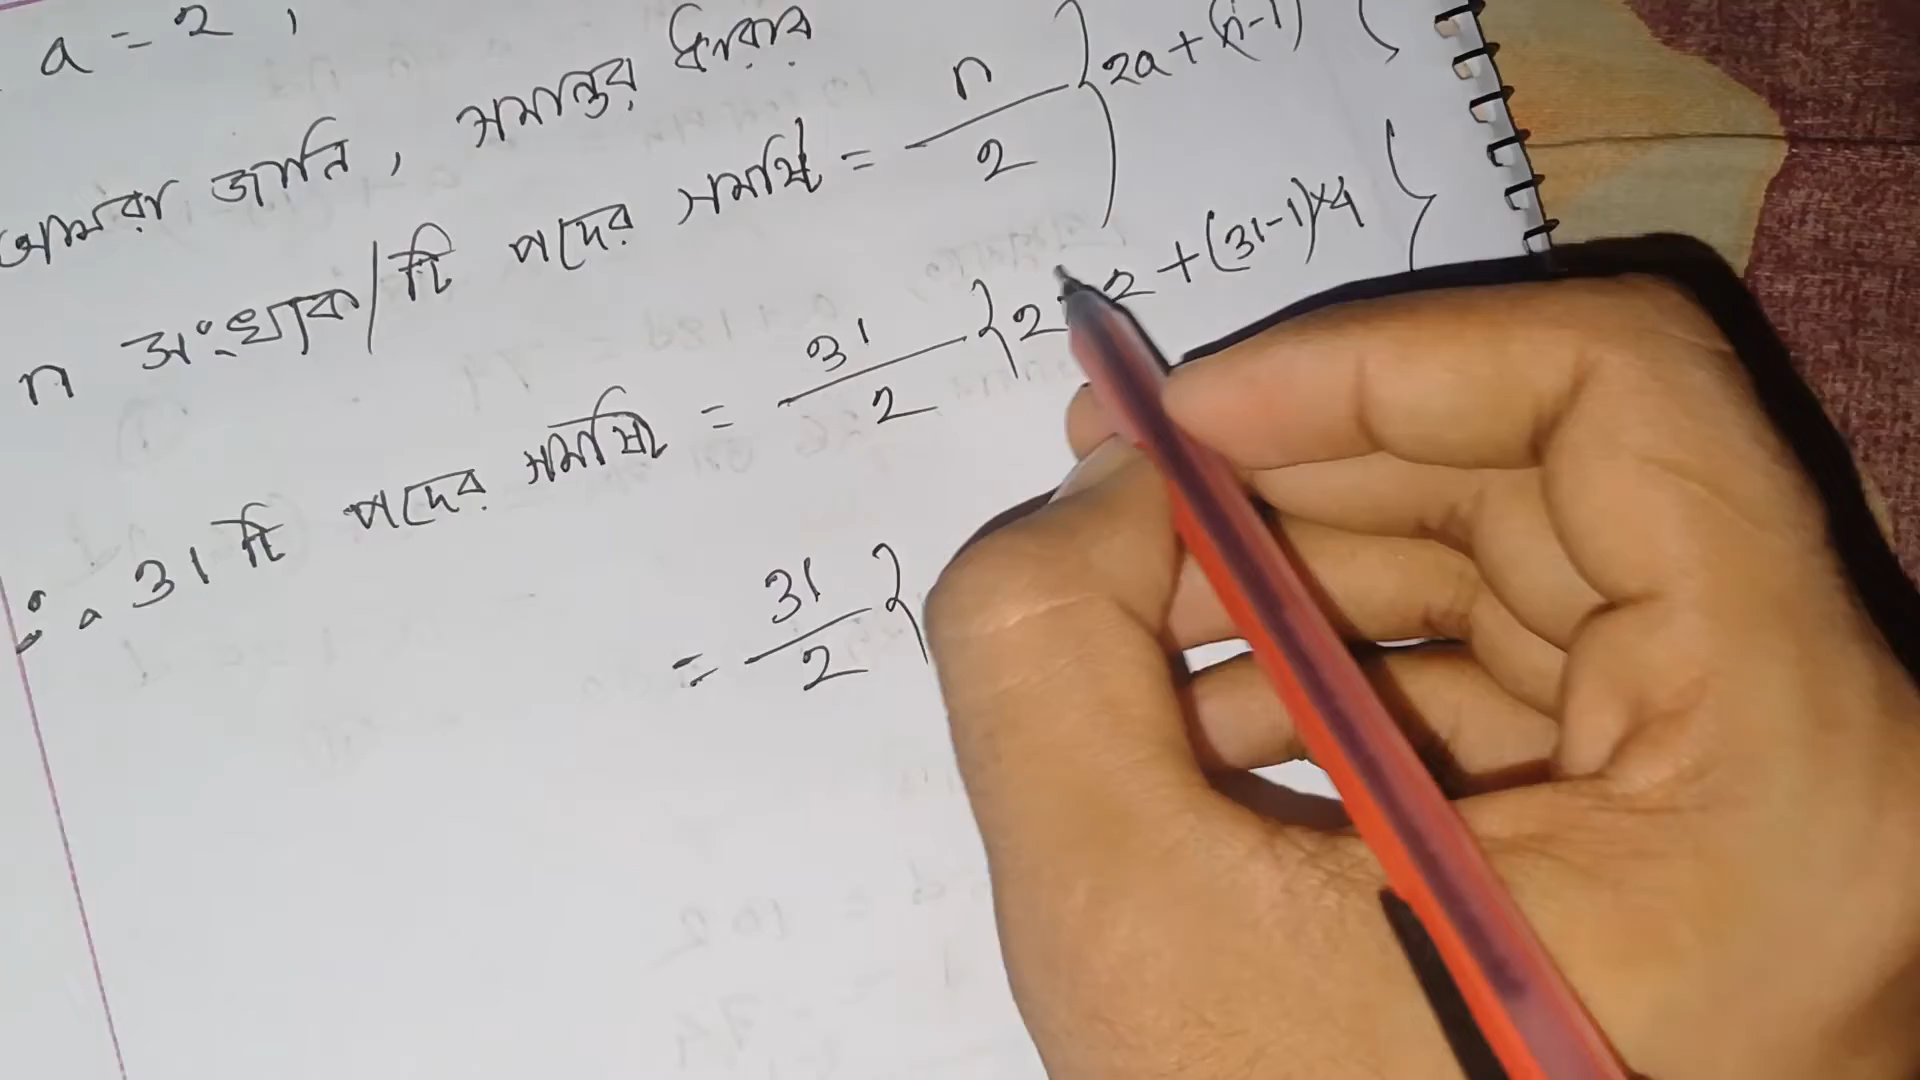 a = 2,
আমরা জানি, সমান্তর ধারার
n সংখ্যক/টি পদের সমষ্টি = n/2 {2a + (n-1)
∴ 31 টি পদের সমষ্টি = 31/2 {2 2 + (31-1)×4}
= 31/2 {